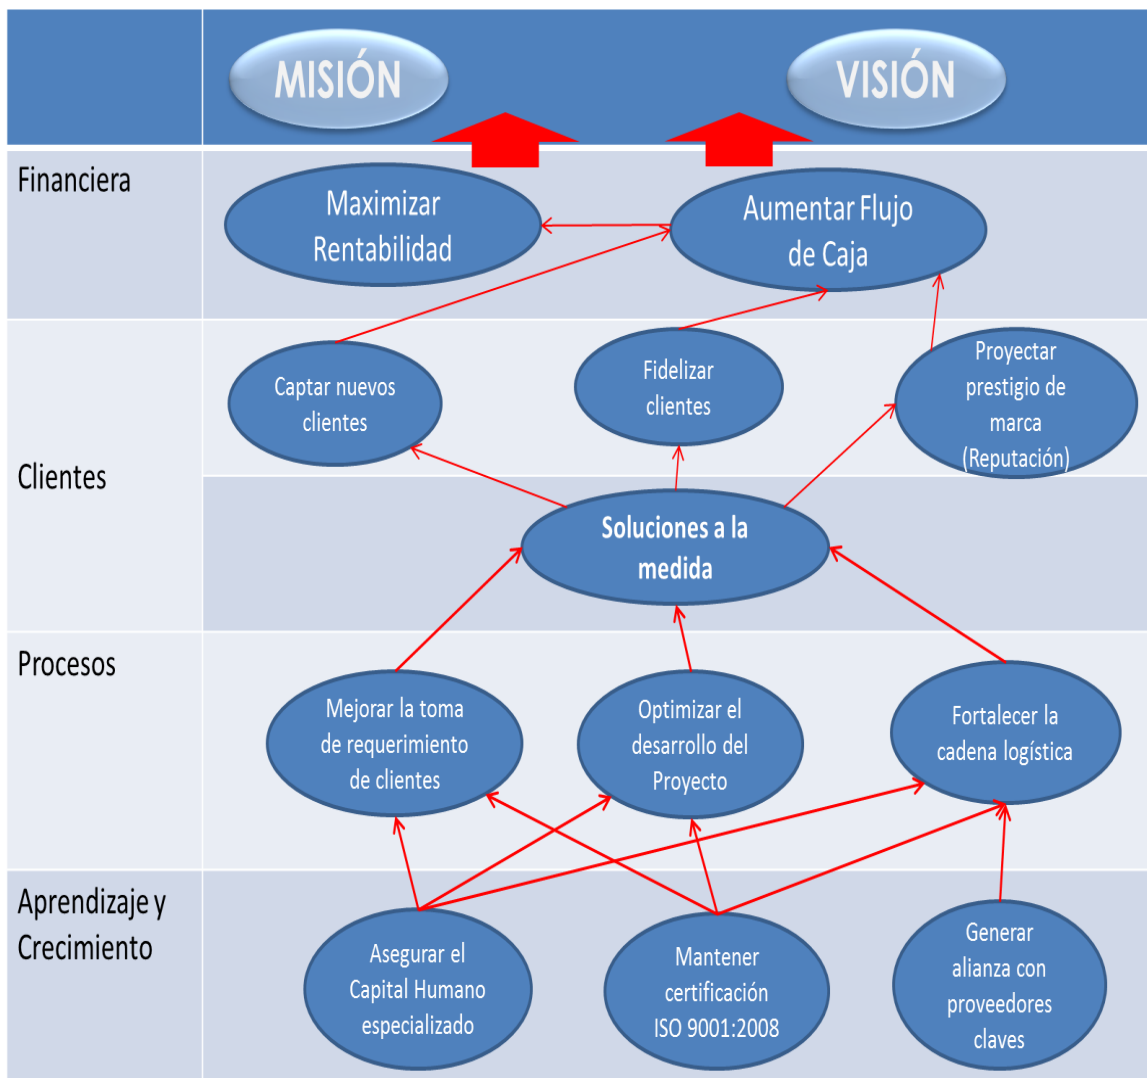 MISIÓN
VISIÓN
Financiera
Maximizar
Rentabilidad
Aumentar Flujo
de Caja
Clientes
Captar nuevos
clientes
Fidelizar
clientes
Proyectar
prestigio de
marca
(Reputación)
Soluciones a la
medida
Procesos
Mejorar la toma
de requerimiento
de clientes
Optimizar el
desarrollo del
Proyecto
Fortalecer la
cadena logística
Aprendizaje y
Crecimiento
Asegurar el
Capital Humano
especializado
Mantener
certificación
ISO 9001:2008
Generar
alianza con
proveedores
claves